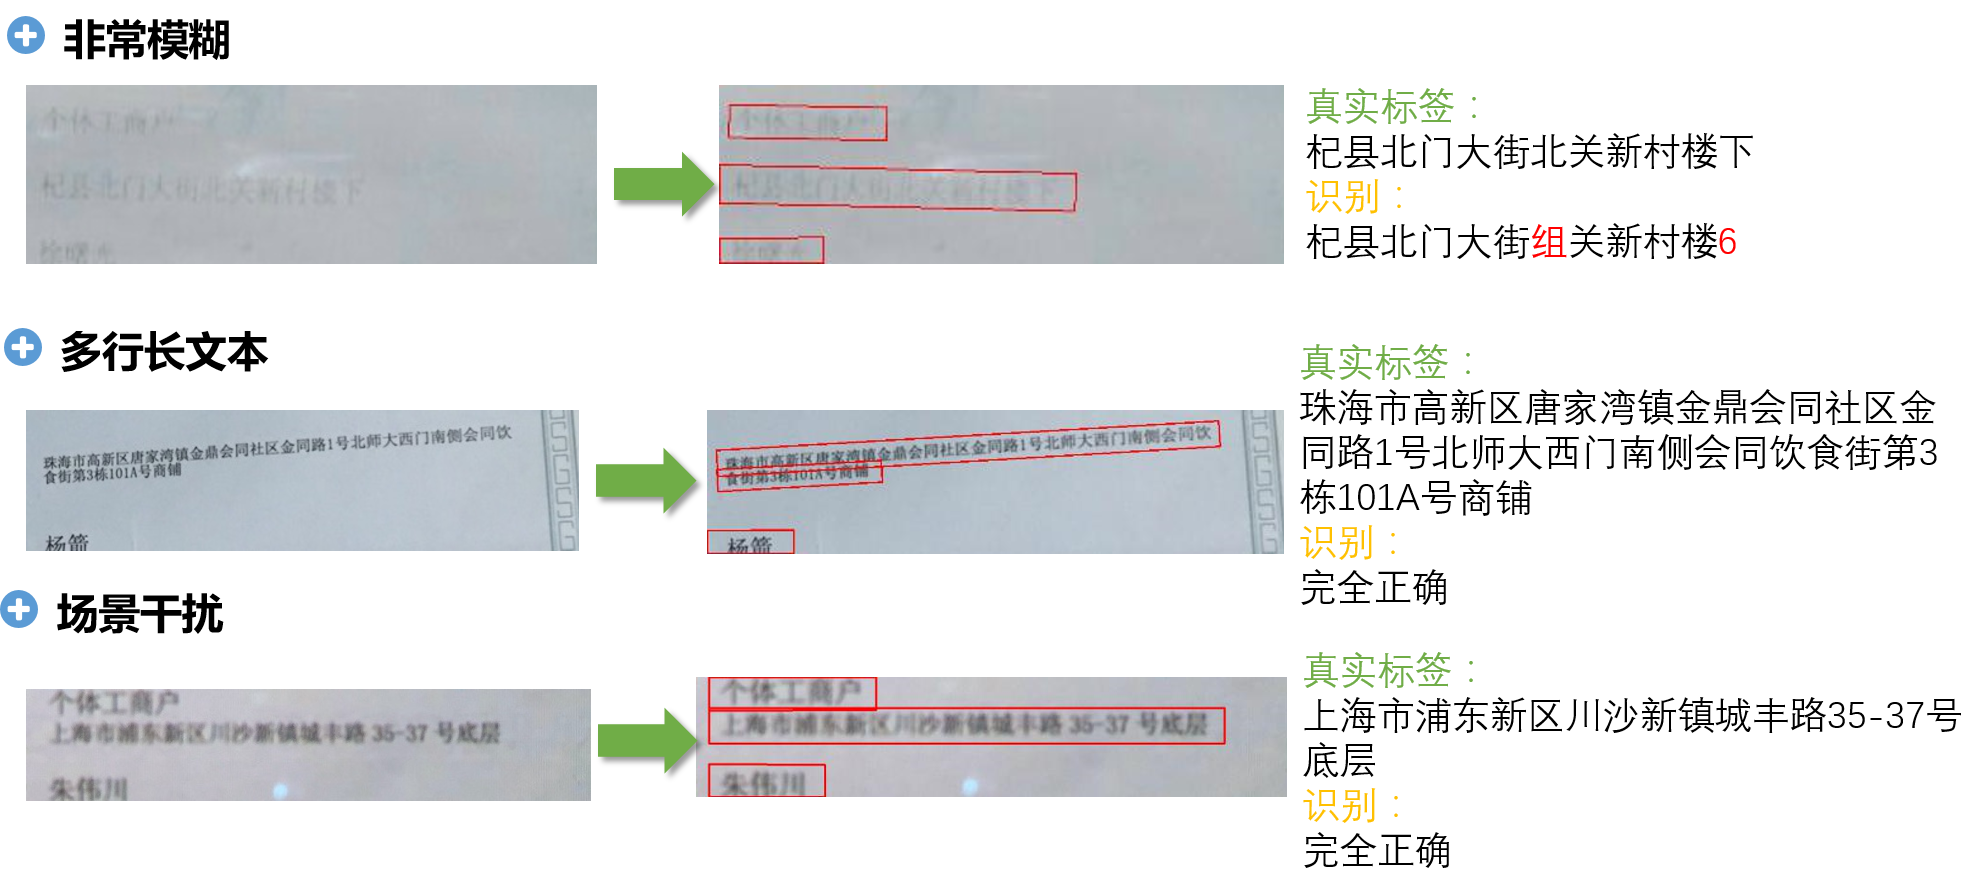 非常模糊
个体工商户
杞县北门大街北关新村楼下
徐曙光
个体工商户
杞县北门大街北关新村楼下
徐曙光
真实标签：
杞县北门大街北关新村楼下
识别：
杞县北门大街组关新村楼6
多行长文本
珠海市高新区唐家湾镇金鼎会同社区金同路1号北师大西门南侧会同饮
食街第3栋101A号商铺
杨箭
珠海市高新区唐家湾镇金鼎会同社区金同路1号北师大西门南侧会同饮
食街第3栋101A号商铺
杨箭
真实标签：
珠海市高新区唐家湾镇金鼎会同社区金
同路1号北师大西门南侧会同饮食街第3
栋101A号商铺
识别：
完全正确
场景干扰
个体工商户
上海市浦东新区川沙新镇城丰路 35-37 号底层
朱伟川
个体工商户
上海市浦东新区川沙新镇城丰路 35-37 号底层
朱伟川
真实标签：
上海市浦东新区川沙新镇城丰路35-37号
底层
识别：
完全正确